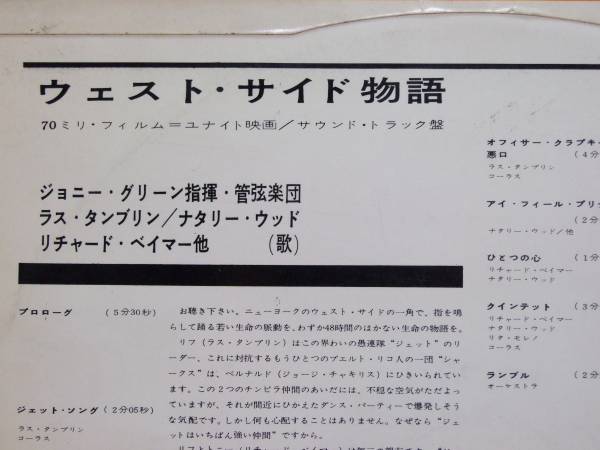 ウェスト・サイド物語
70ミリ・フィルム＝ユナイト映画／サウンド・トラック盤
ジョニー・グリーン指揮・管弦楽団
ラス・タンブリン／ナタリー・ウッド
リチャード・ベイマー他 （歌）
プロローグ （5分30秒）
ジェット・ソング （2分05秒）
ラス・タンブリン
コーラス
お聴き下さい。ニューヨークのウェスト・サイドの一角で、指を鳴
らして踊る若い生命の脈動を、わずか48時間のはかない生命の物語を。
リフ（ラス・タンブリン）はこの界わいの愚連隊“ジェット”のリ
ーダー、これに対抗するもうひとつのプエルト・リコ人の一団“シャ
ークス”は、ベルナルド（ジョージ・チャキリス）にひきいられてい
ます。この２つのチンピラ仲間のあいだには、不穏な空気がただよっ
ていますが、それが間近にひかえたダンス・パーティーで爆発しそう
な気配です。しかし何も心配することはありません。なぜなら“ジェ
ットはいちばん強い仲間”ですから。
オフィサー・クラプキ
悪口 （4分
ラス・タンブリン
コーラス
アイ・フィール・プリ
（2分
ナタリー・ウッド／他
ひとつの心 （1分
リチャード・ベイマー
ナタリー・ウッド
クインテット （3分
リチャード・ベイマー
ナタリー・ウッド
リタ・モレノ
コーラス
ランブル （2分
オーケストラ